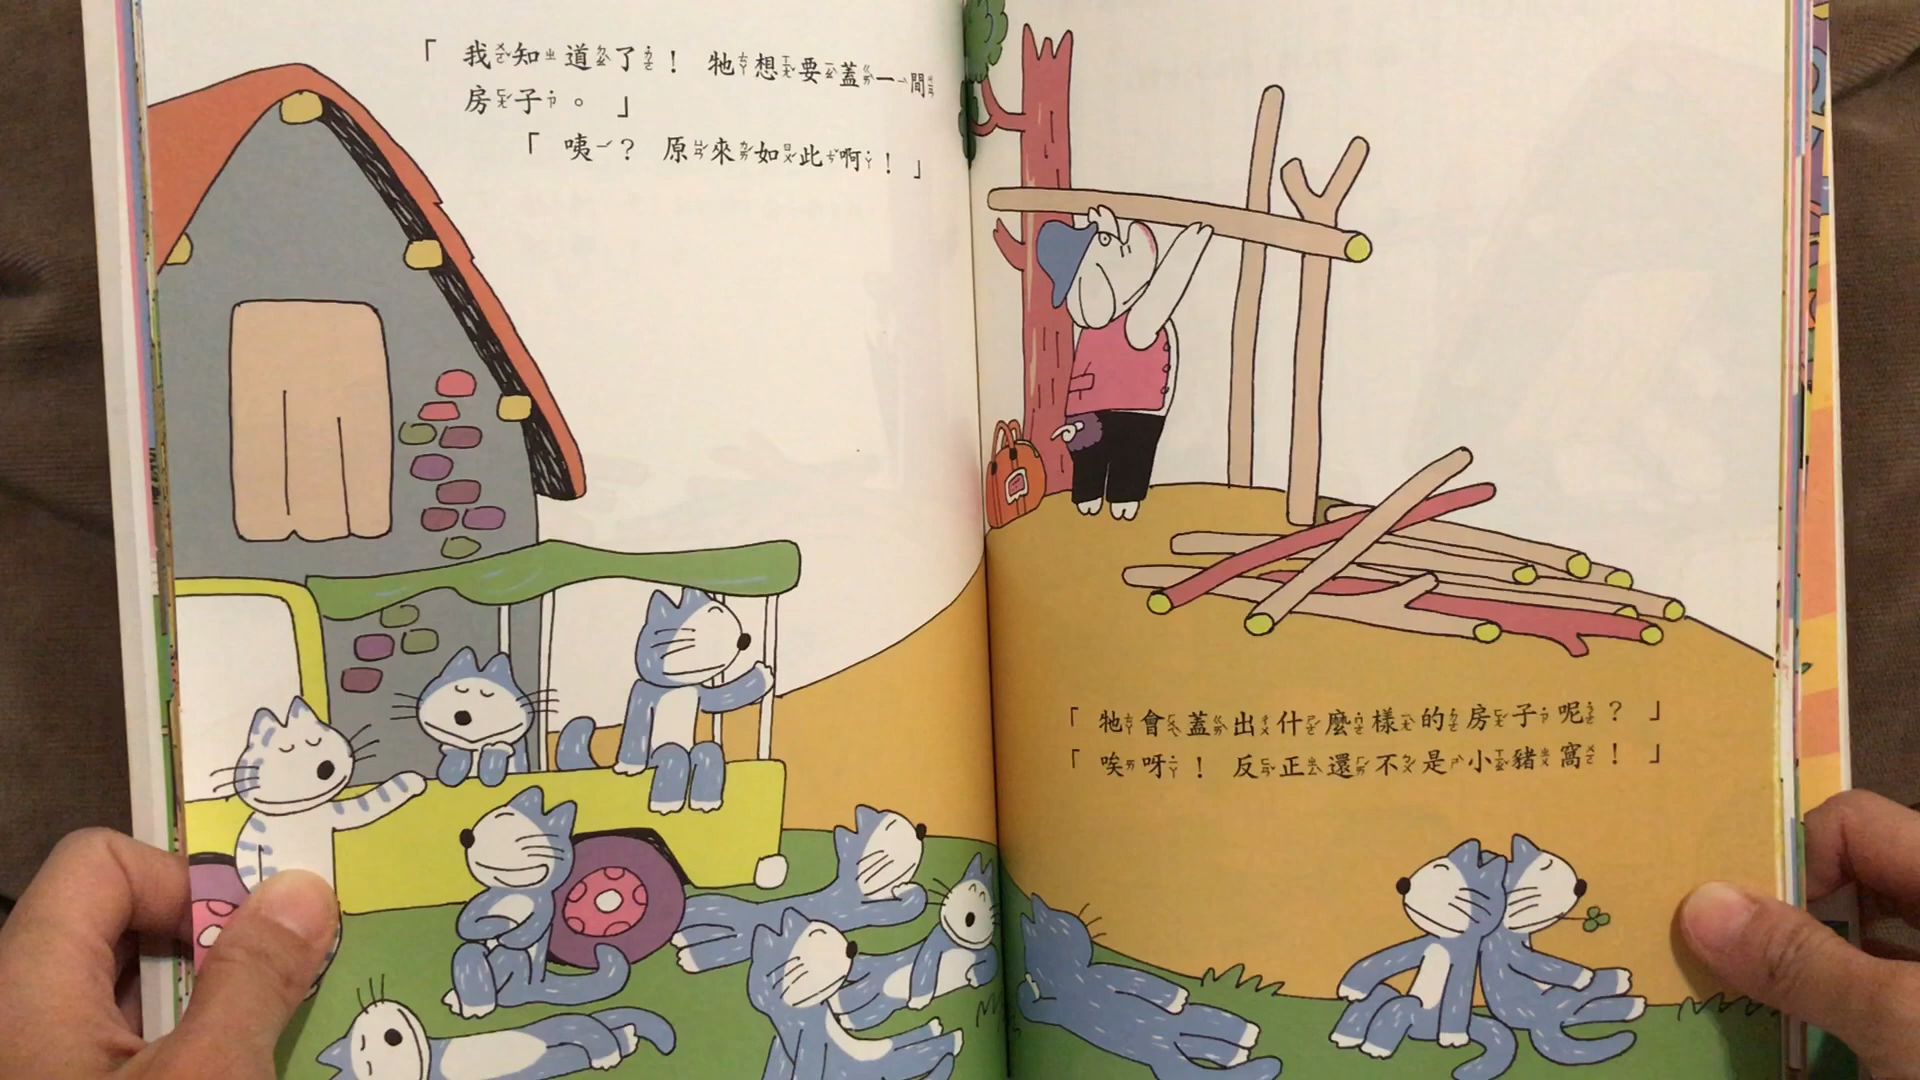 「我知道了！牠想要蓋一間
房子。」
「咦？原來如此啊！」
「牠會蓋出什麼樣的房子呢？」
「唉呀！反正還不是小豬窩！」